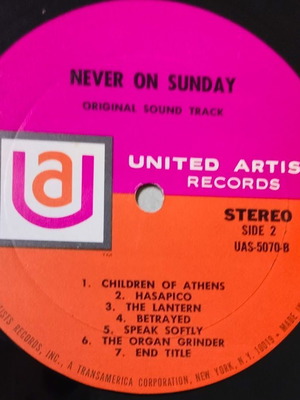 NEVER ON SUNDAY
ORIGINAL SOUND TRACK
ua
UNITED ARTIS
RECORDS
STEREO
SIDE 2
UAS-5070-B
1. CHILDREN OF ATHENS
2. HASAPICO
3. THE LANTERN
4. BETRAYED
5. SPEAK SOFTLY
6. THE ORGAN GRINDER
7. END TITLE
ISTS RECORDS, INC., A TRANSAMERICA CORPORATION, NEW YORK, N.Y. 10019